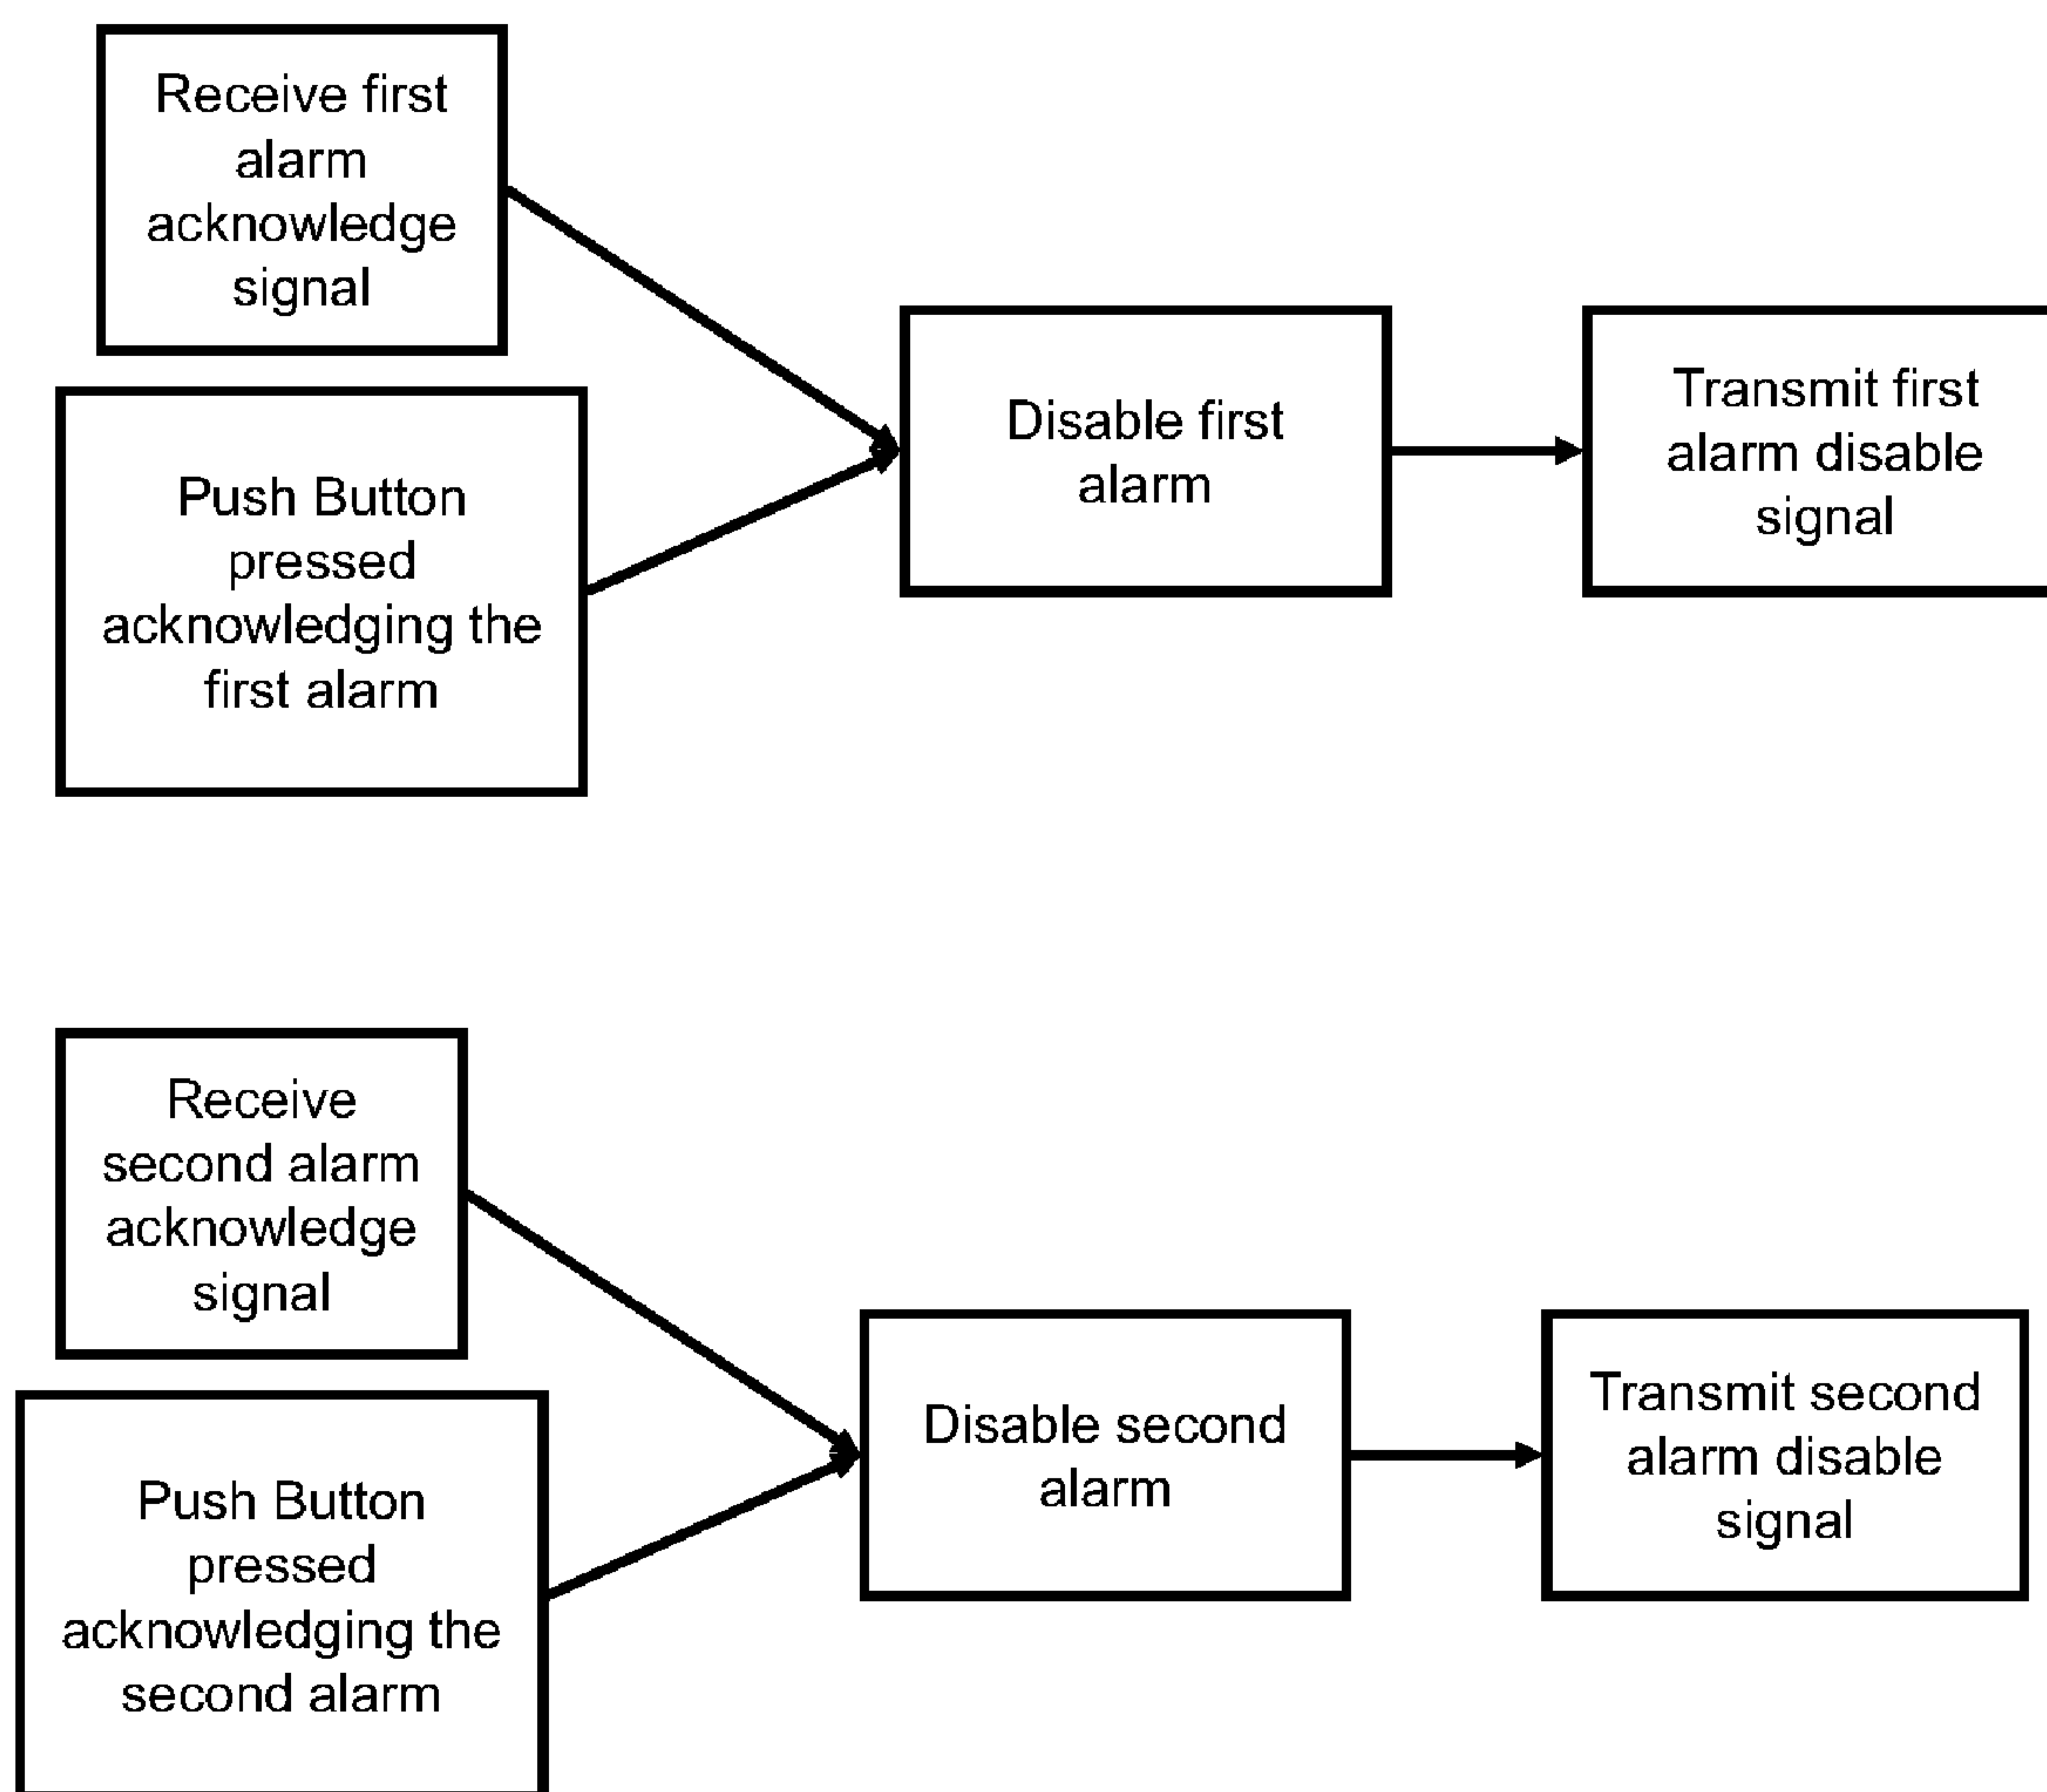 Receive first
alarm
acknowledge
signal
Push Button
pressed
acknowledging the
first alarm
Disable first
alarm
Transmit first
alarm disable
signal
Receive
second alarm
acknowledge
signal
Push Button
pressed
acknowledging the
second alarm
Disable second
alarm
Transmit second
alarm disable
signal